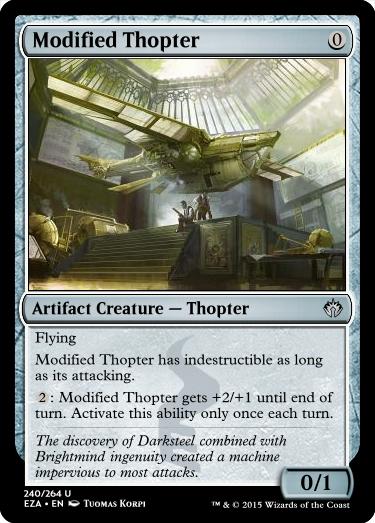 Modified Thopter 0
Artifact Creature — Thopter
Flying
Modified Thopter has indestructible as long
as its attacking.
2 : Modified Thopter gets +2/+1 until end of
turn. Activate this ability only once each turn.
The discovery of Darksteel combined with
Brightmind ingenuity created a machine
impervious to most attacks.
0/1
240/264 U
EZA • EN Tuomas Korpi
™ & © 2015 Wizards of the Coast